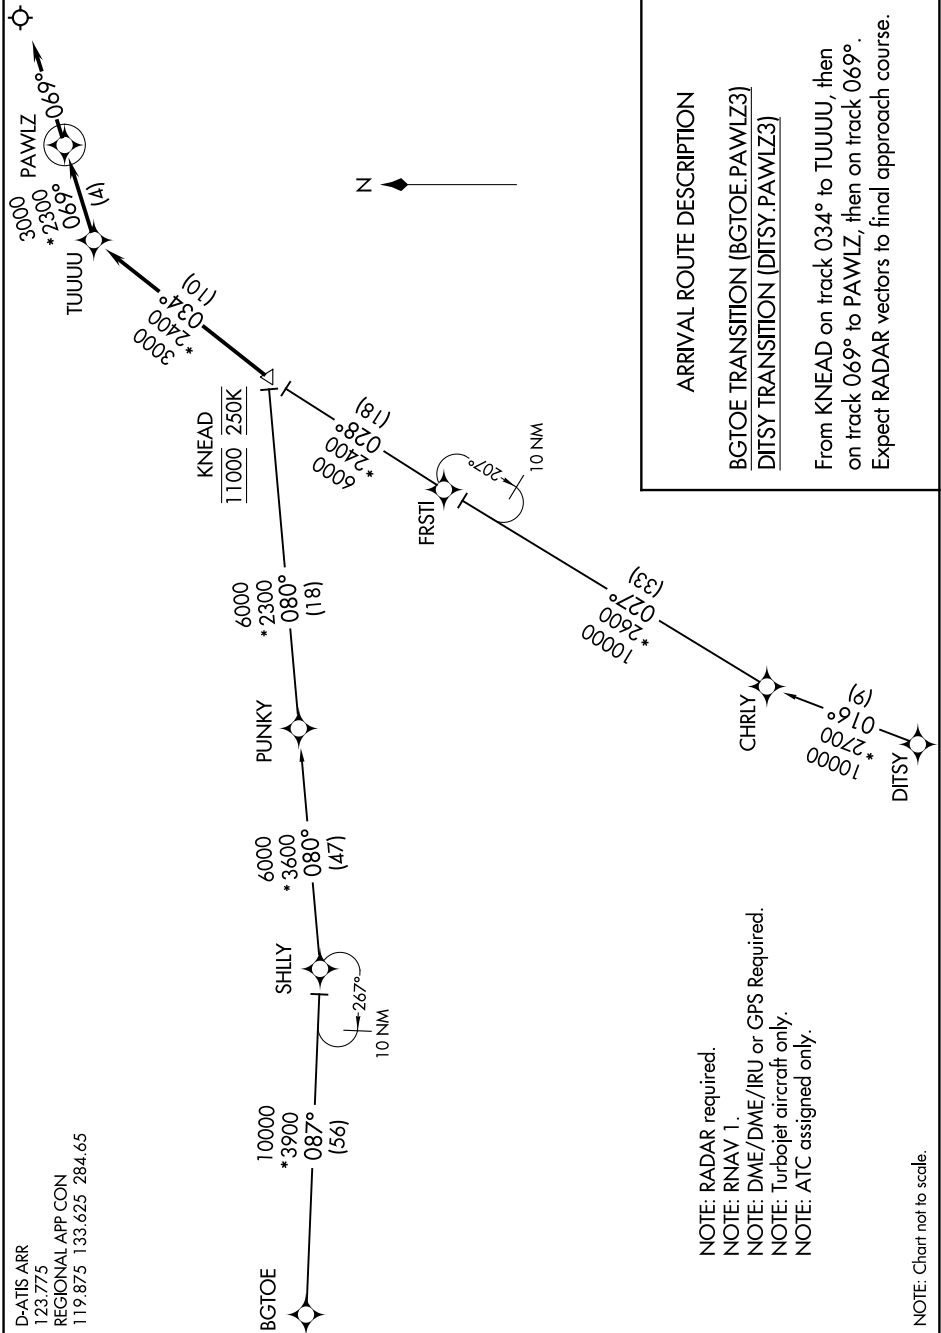 D-ATIS ARR
123.775
REGIONAL APP CON
119.875 133.625 284.65
BGTOE
10000
*3900
087°
(56)
SHLLY
267°
10 NM
6000
*3600
080°
(47)
PUNKY
6000
*2300
080°
(18)
KNEAD
11000 250K
3000
*2400
034°
(10)
TUUUU
3000
*2300
069°
(4)
PAWLZ
069°
N
6000
*2400
028°
(18)
FRSTI
207°
10 NM
10000
*2600
027°
(33)
CHRLY
10000
*2700
016°
(9)
DITSY
NOTE: RADAR required.
NOTE: RNAV 1.
NOTE: DME/DME/IRU or GPS Required.
NOTE: Turbojet aircraft only.
NOTE: ATC assigned only.
NOTE: Chart not to scale.
ARRIVAL ROUTE DESCRIPTION
BGTOE TRANSITION (BGTOE.PAWLZ3)
DITSY TRANSITION (DITSY.PAWLZ3)
From KNEAD on track 034° to TUUUU, then
on track 069° to PAWLZ, then on track 069°.
Expect RADAR vectors to final approach course.